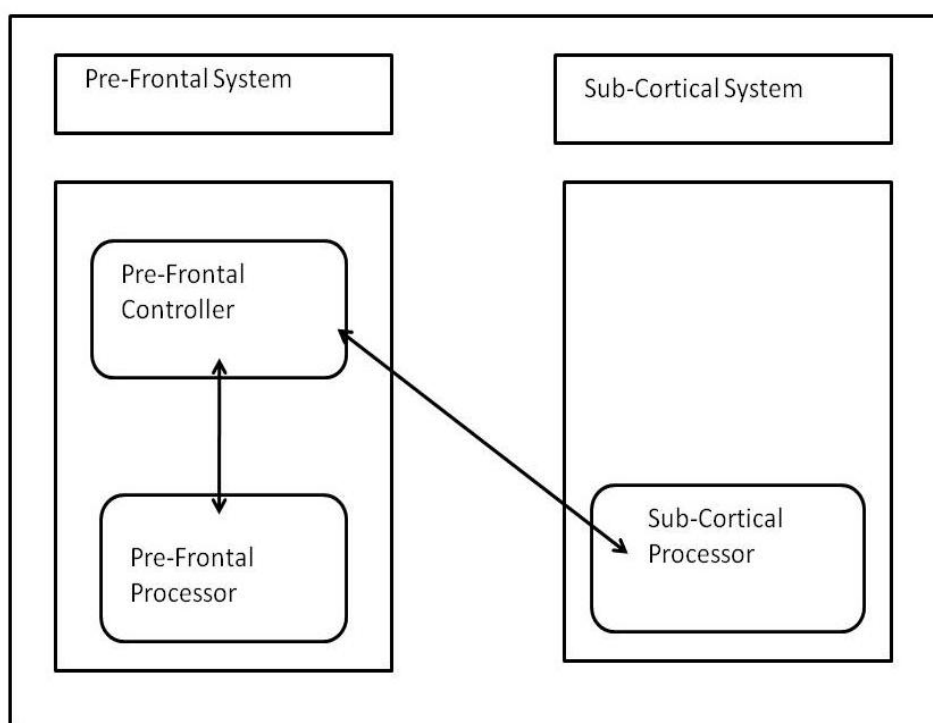 Pre-Frontal System
Sub-Cortical System
Pre-Frontal
Controller
Pre-Frontal
Processor
Sub-Cortical
Processor